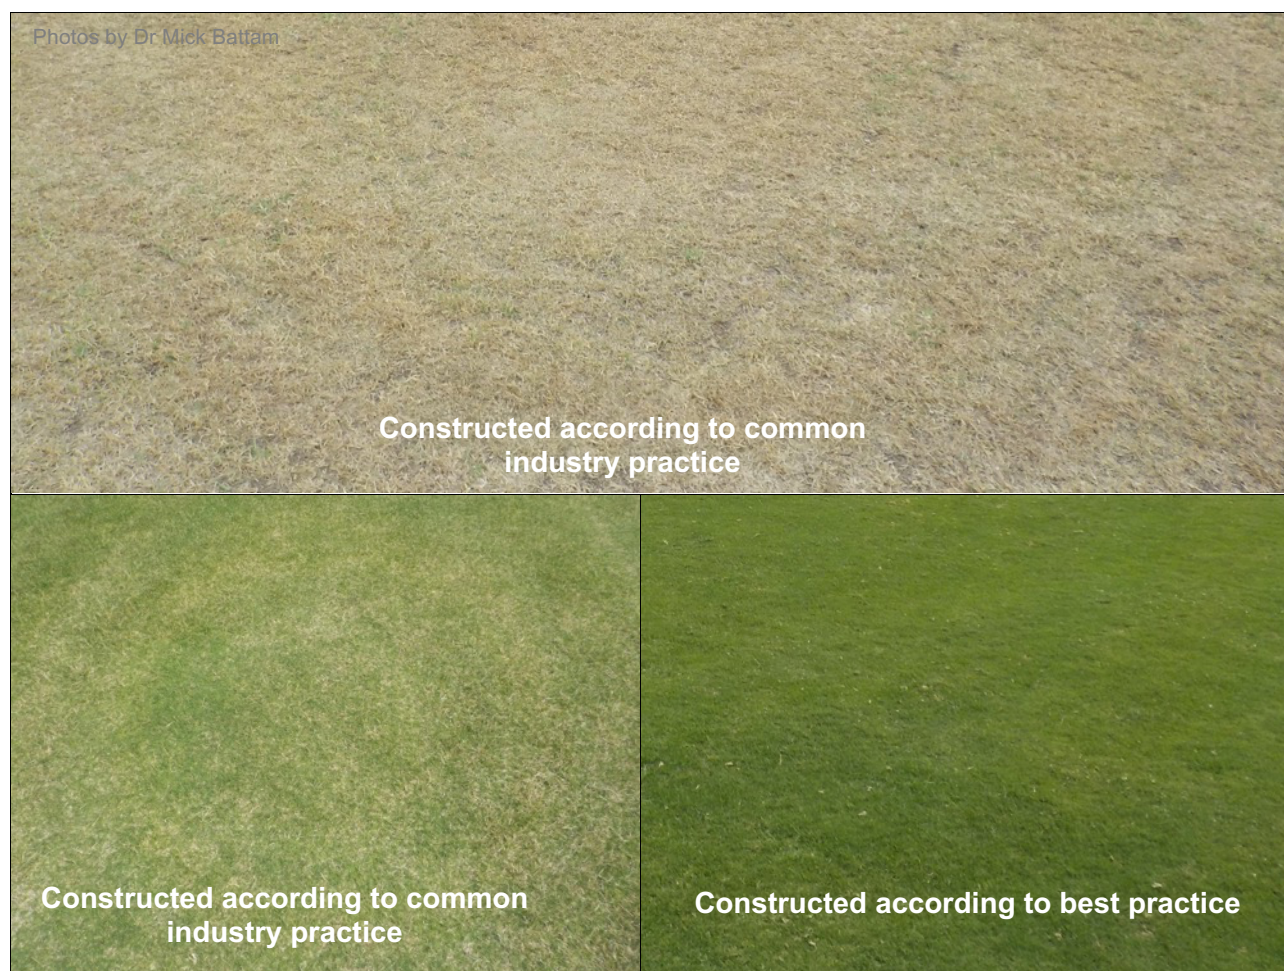 Photos by Dr Mick Battam
Constructed according to common
industry practice
Constructed according to common
industry practice
Constructed according to best practice